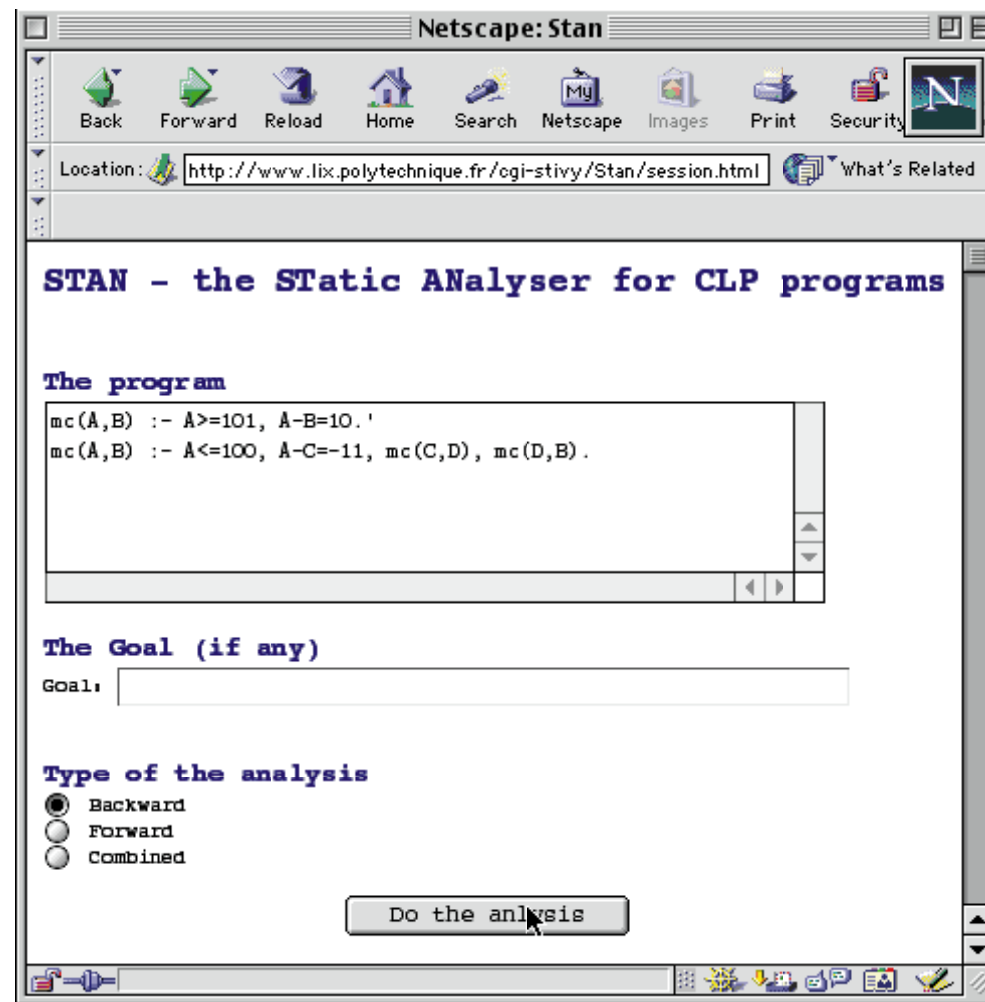 Netscape: Stan
Back Forward Reload Home Search Netscape Images Print Security
My
N
Location: http://www.lix.polytechnique.fr/cgi-stivy/Stan/session.html What's Related
STAN - the STatic ANalyser for CLP programs
The program
mc(A,B) :- A>=101, A-B=10.'
mc(A,B) :- A<=100, A-C=-11, mc(C,D), mc(D,B).
The Goal (if any)
Goal:
Type of the analysis
Backward
Forward
Combined
Do the anlysis